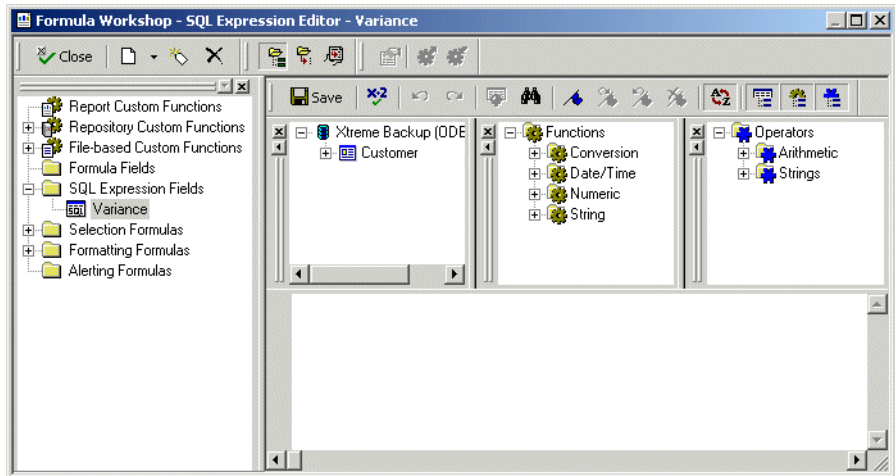 Formula Workshop - SQL Expression Editor - Variance
Close
Report Custom Functions
Repository Custom Functions
File-based Custom Functions
Formula Fields
SQL Expression Fields
SQL Variance
Selection Formulas
Formatting Formulas
Alerting Formulas
Save X+2 A Z
Xtreme Backup (ODE
Customer
Functions
Conversion
Date/Time
Numeric
String
Operators
Arithmetic
Strings